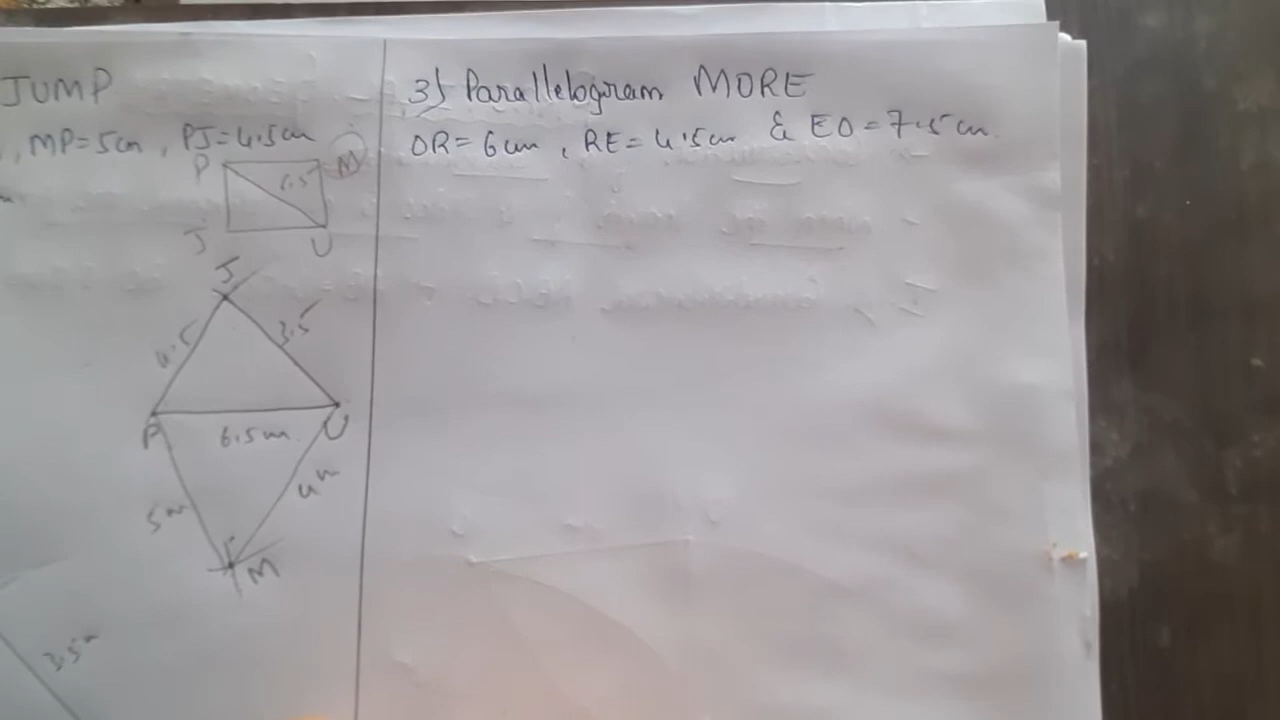 JUMP
, MP=5cm, PJ=4.5cm
P
M
6.5
J
U
J
4.5
3.5
P
6.5cm
U
5cm
4cm
M
3.5cm
3) Parallelogram MORE
OR=6cm, RE=4.5cm & EO=7.5cm.